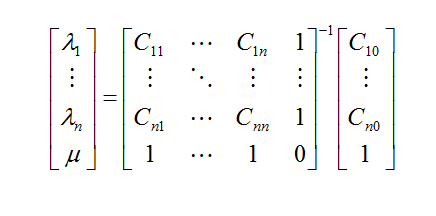 λ₁ C₁₁ ⋯ C₁ₙ 1 ⁻¹ C₁₀
⋮ = ⋮ ⋱ ⋮ ⋮ ⋮
λₙ Cₙ₁ ⋯ Cₙₙ 1 Cₙ₀
μ 1 ⋯ 1 0 1